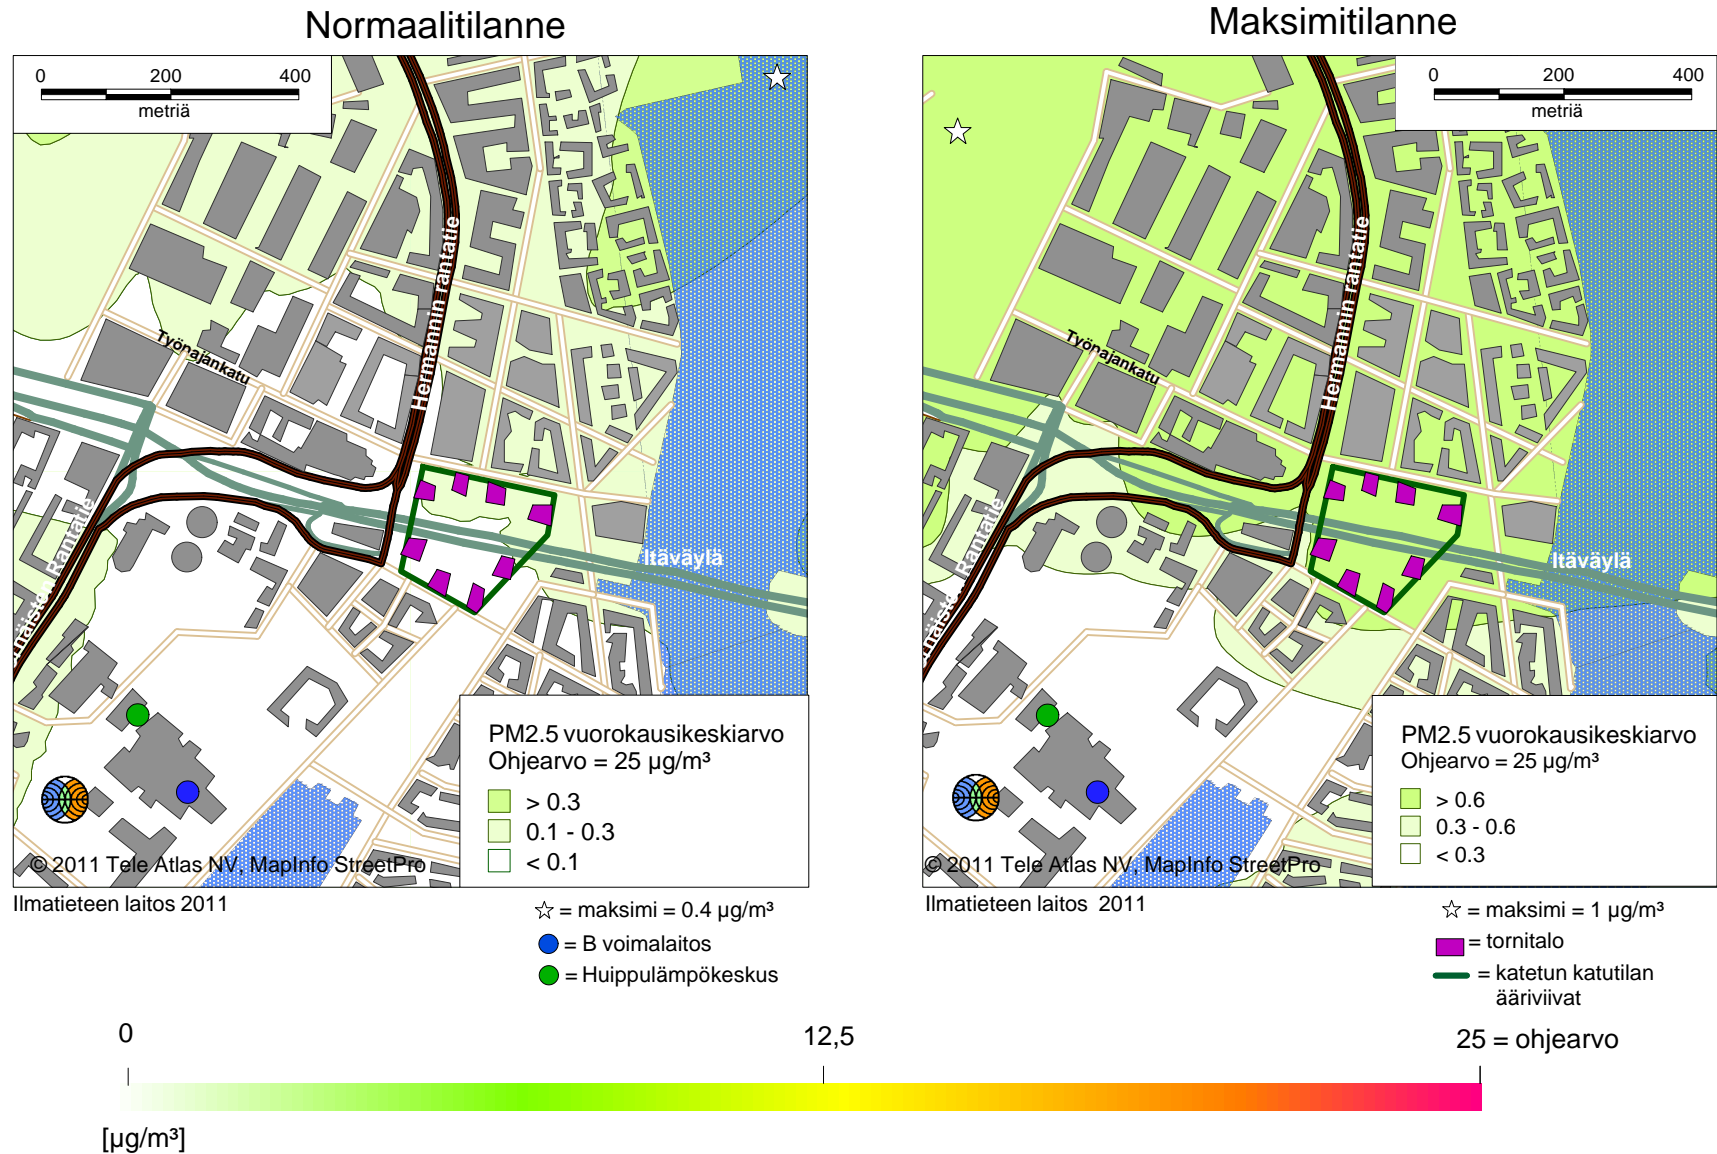 Normaalitilanne
Maksimitilanne
0 200 400
metriä
0 200 400
metriä
Hermannin rantatie
Työpajankatu
Rantatie
Itäväylä
Hermannin rantatie
Työpajankatu
Rantatie
Itäväylä
PM2.5 vuorokausikeskiarvo
Ohjearvo = 25 µg/m³
> 0.3
0.1 - 0.3
< 0.1
PM2.5 vuorokausikeskiarvo
Ohjearvo = 25 µg/m³
> 0.6
0.3 - 0.6
< 0.3
© 2011 Tele Atlas NV, MapInfo StreetPro
© 2011 Tele Atlas NV, MapInfo StreetPro
Ilmatieteen laitos 2011
Ilmatieteen laitos 2011
= maksimi = 0.4 µg/m³
= B voimalaitos
= Huippulämpökeskus
= maksimi = 1 µg/m³
= tornitalo
= katetun katutilan
ääriviivat
0
12,5
25 = ohjearvo
[µg/m³]